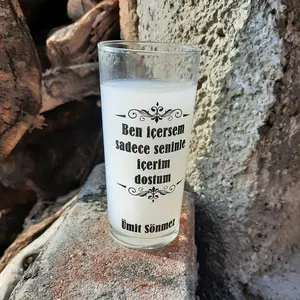 Ben içersem
sadece seninle
içerim
dostum
Ümit Sönmez